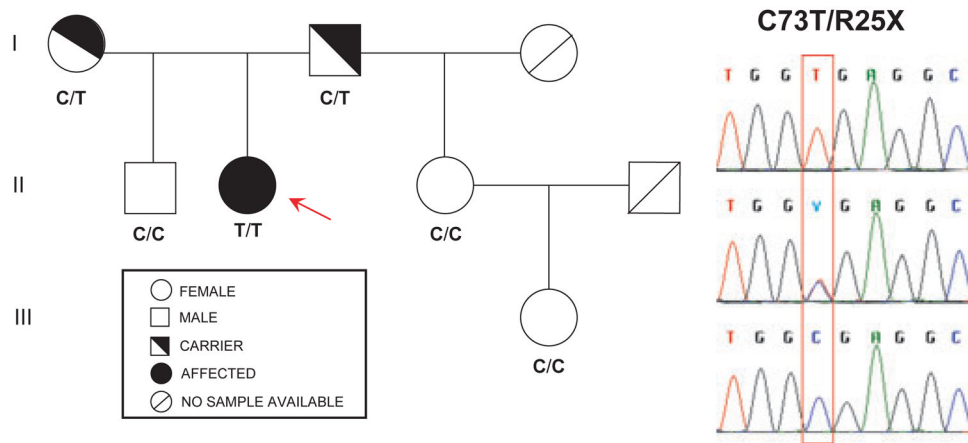 C73T/R25X
I
C/T
C/T
II
C/C
T/T
C/C
III
C/C
FEMALE
MALE
CARRIER
AFFECTED
NO SAMPLE AVAILABLE
T G G T G A G G C
T G G Y G A G G C
T G G C G A G G C